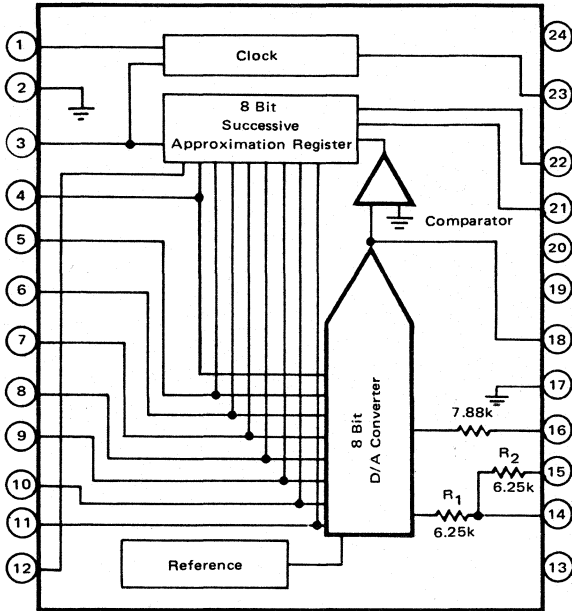 1
Clock
24
2
23
8 Bit
Successive
Approximation Register
3
22
4
21
Comparator
5
20
6
19
7
18
8 Bit
D/A Converter
17
8
7.88k
16
9
R2
15
6.25k
10
R1
14
6.25k
11
Reference
12
13